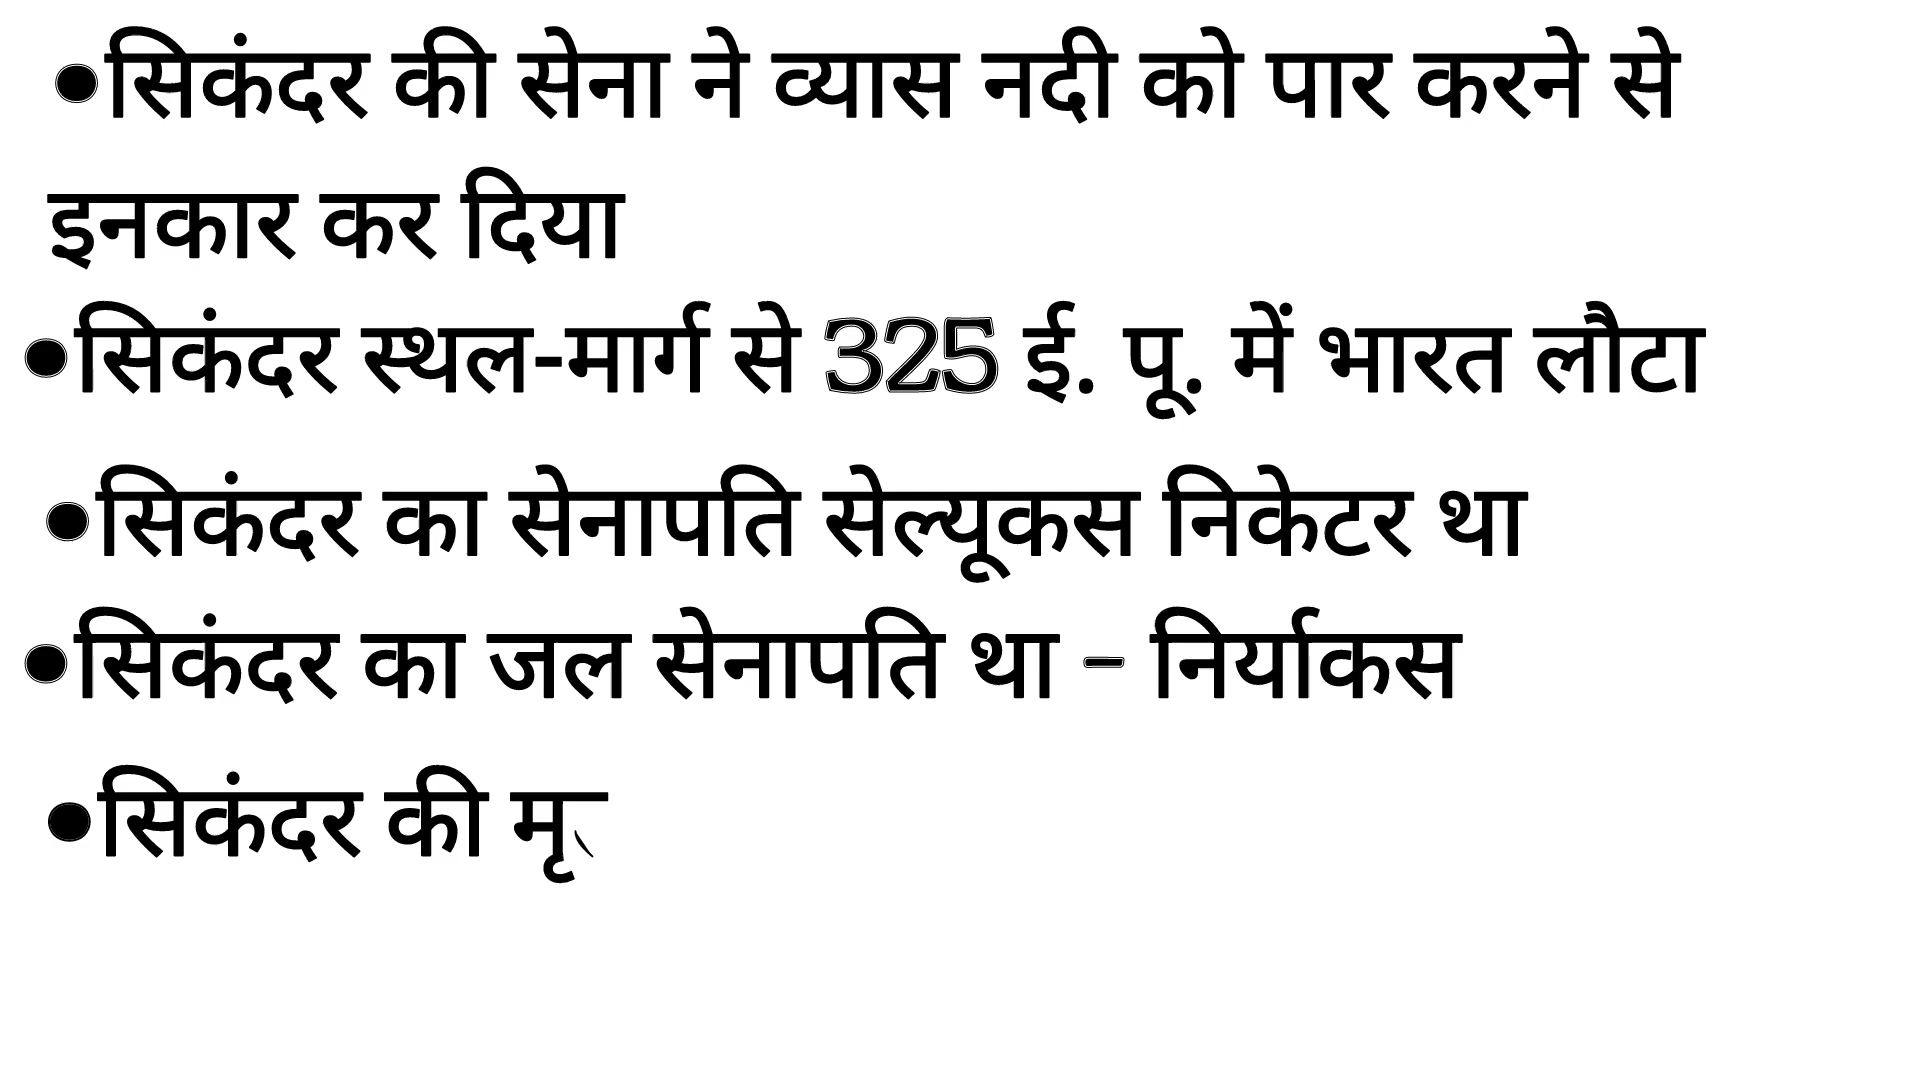 •सिकंदर की सेना ने व्यास नदी को पार करने से
इनकार कर दिया
•सिकंदर स्थल-मार्ग से 325 ई. पू. में भारत लौटा
•सिकंदर का सेनापति सेल्यूकस निकेटर था
•सिकंदर का जल सेनापति था – निर्याकस
•सिकंदर की